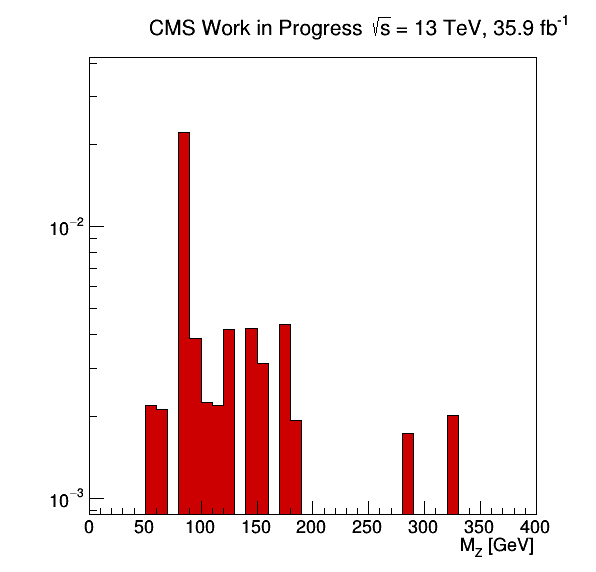 CMS Work in Progress √s = 13 TeV, 35.9 fb⁻¹
10⁻²
10⁻³
0 50 100 150 200 250 300 350 400
M_Z [GeV]